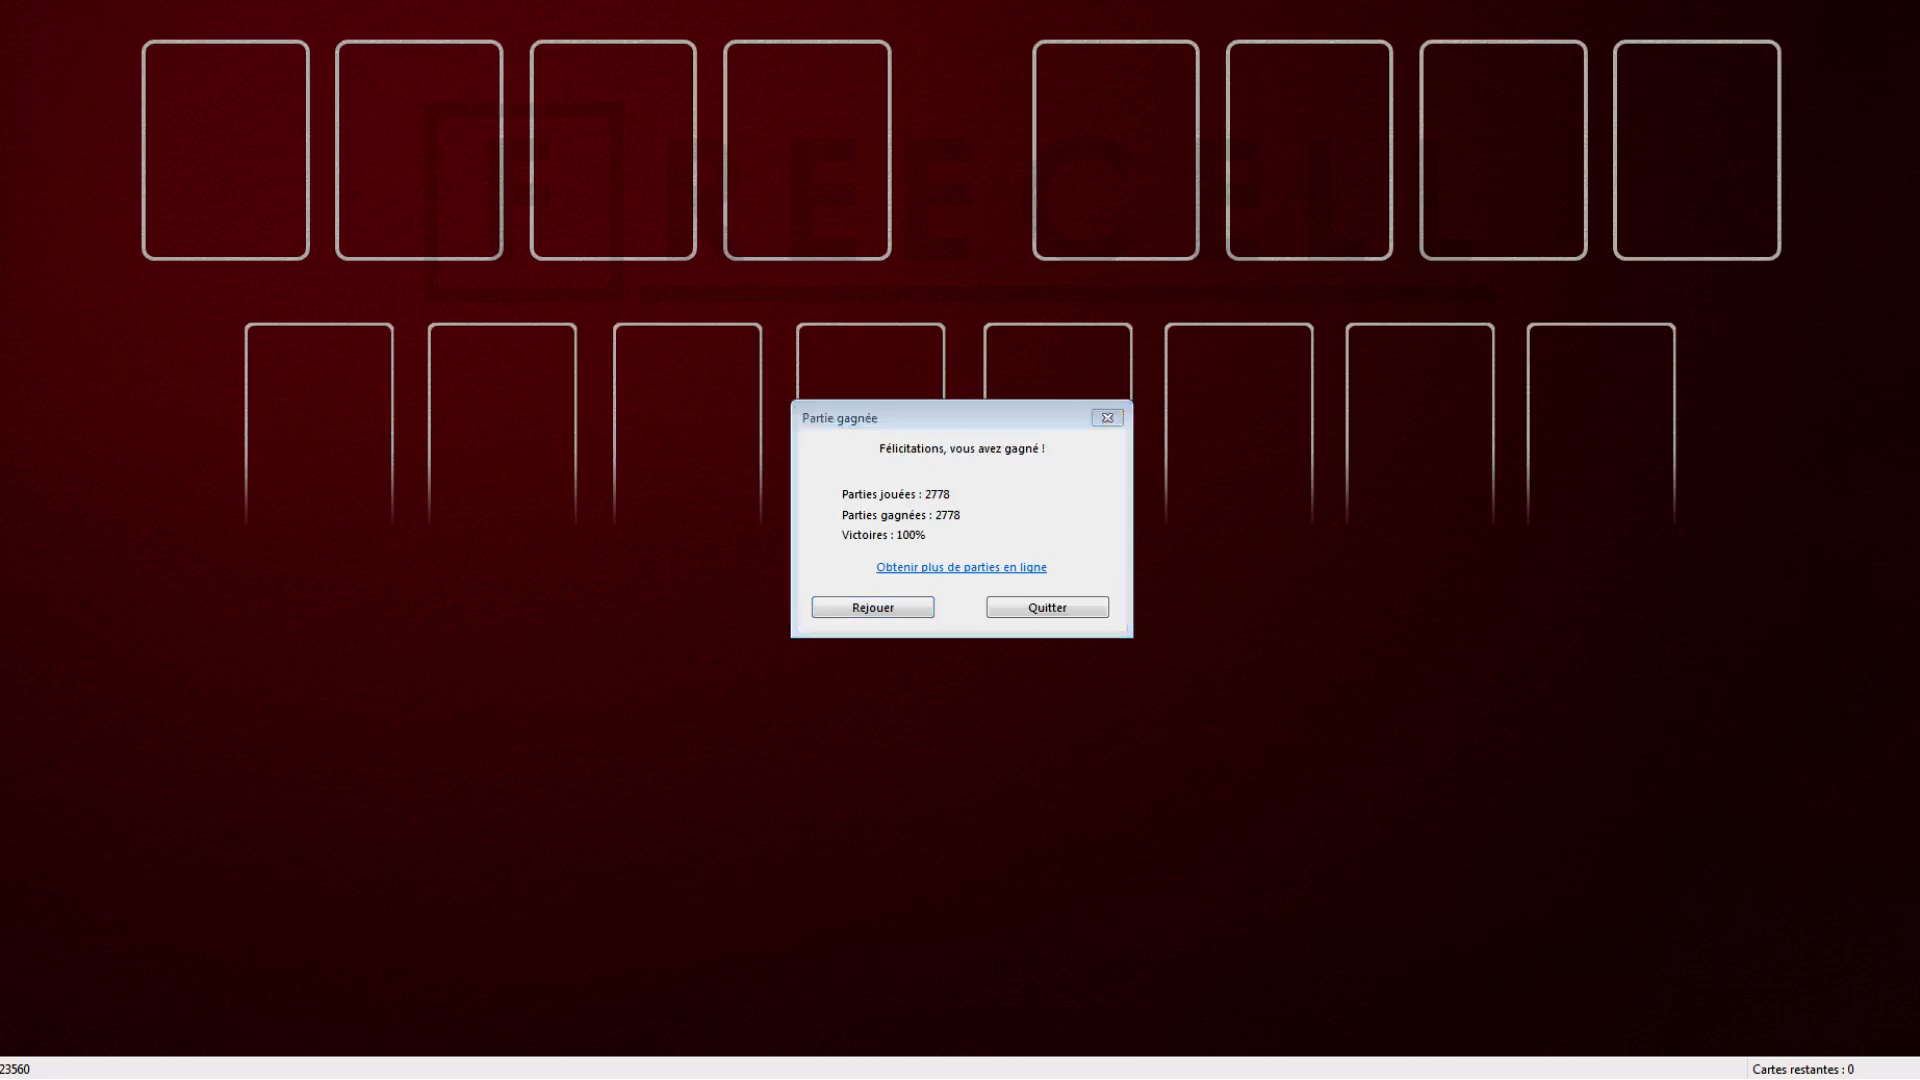 FREECELL
Partie gagnée
Félicitations, vous avez gagné !
Parties jouées : 2778
Parties gagnées : 2778
Victoires : 100%
Obtenir plus de parties en ligne
Rejouer
Quitter
23560
Cartes restantes : 0